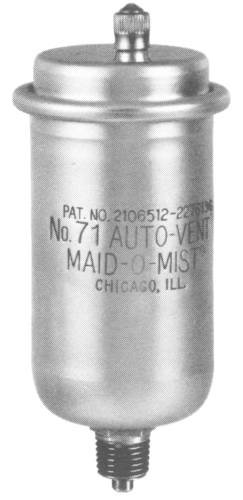 PAT. NO. 2106512-
No. 71 AUTO-VENT
MAID-O-MIST
CHICAGO, ILL.